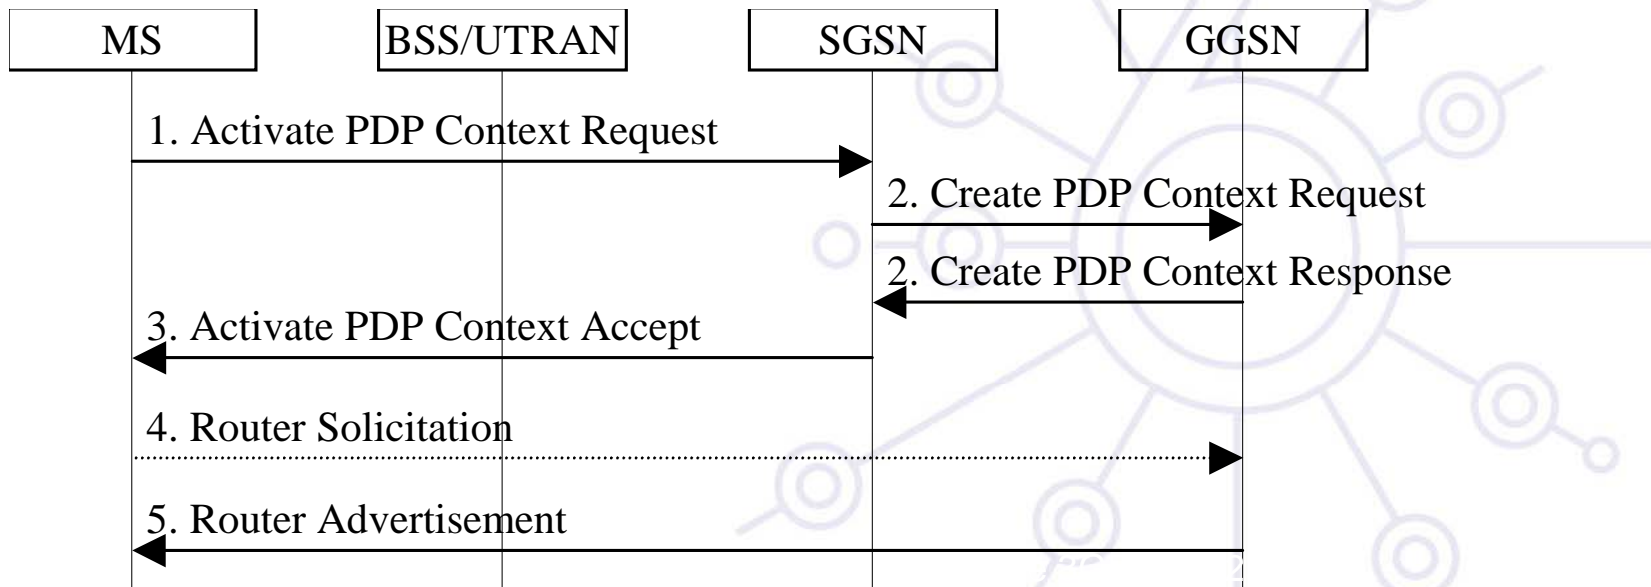 MS BSS/UTRAN SGSN GGSN
1. Activate PDP Context Request
2. Create PDP Context Request
2. Create PDP Context Response
3. Activate PDP Context Accept
4. Router Solicitation
5. Router Advertisement